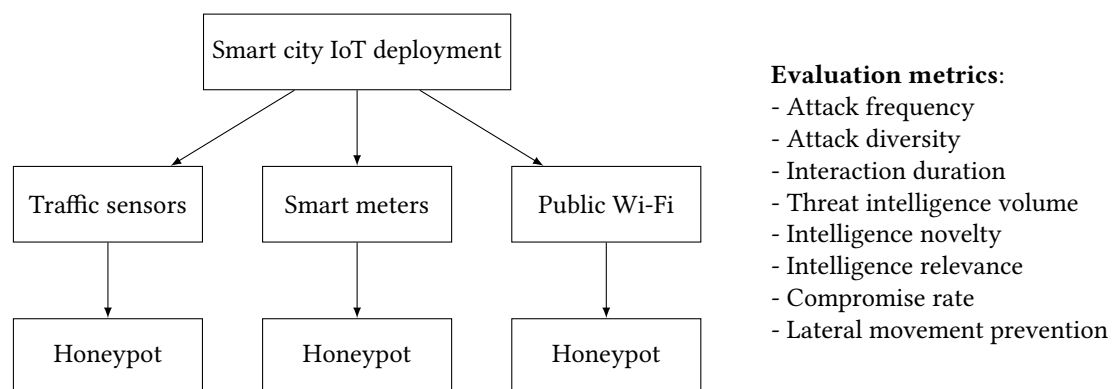 Smart city IoT deployment
Traffic sensors
Smart meters
Public Wi-Fi
Honeypot
Honeypot
Honeypot
Evaluation metrics:
- Attack frequency
- Attack diversity
- Interaction duration
- Threat intelligence volume
- Intelligence novelty
- Intelligence relevance
- Compromise rate
- Lateral movement prevention